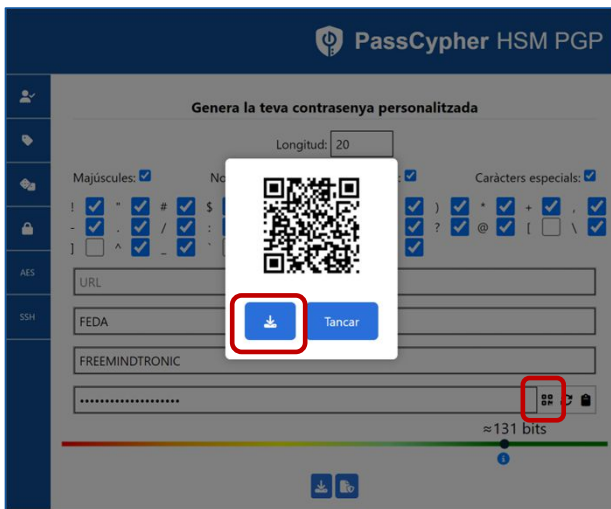 PassCypher HSM PGP
Genera la teva contrasenya personalitzada
Longitud: 20
Majúscules: Caràcters especials:
! " # $ ) * + ,
- . / : ? @ [ \
] ^ _ `
AES
URL
SSH
FEDA
Tancar
FREEMINDTRONIC
••••••••••••••••••••
≈131 bits